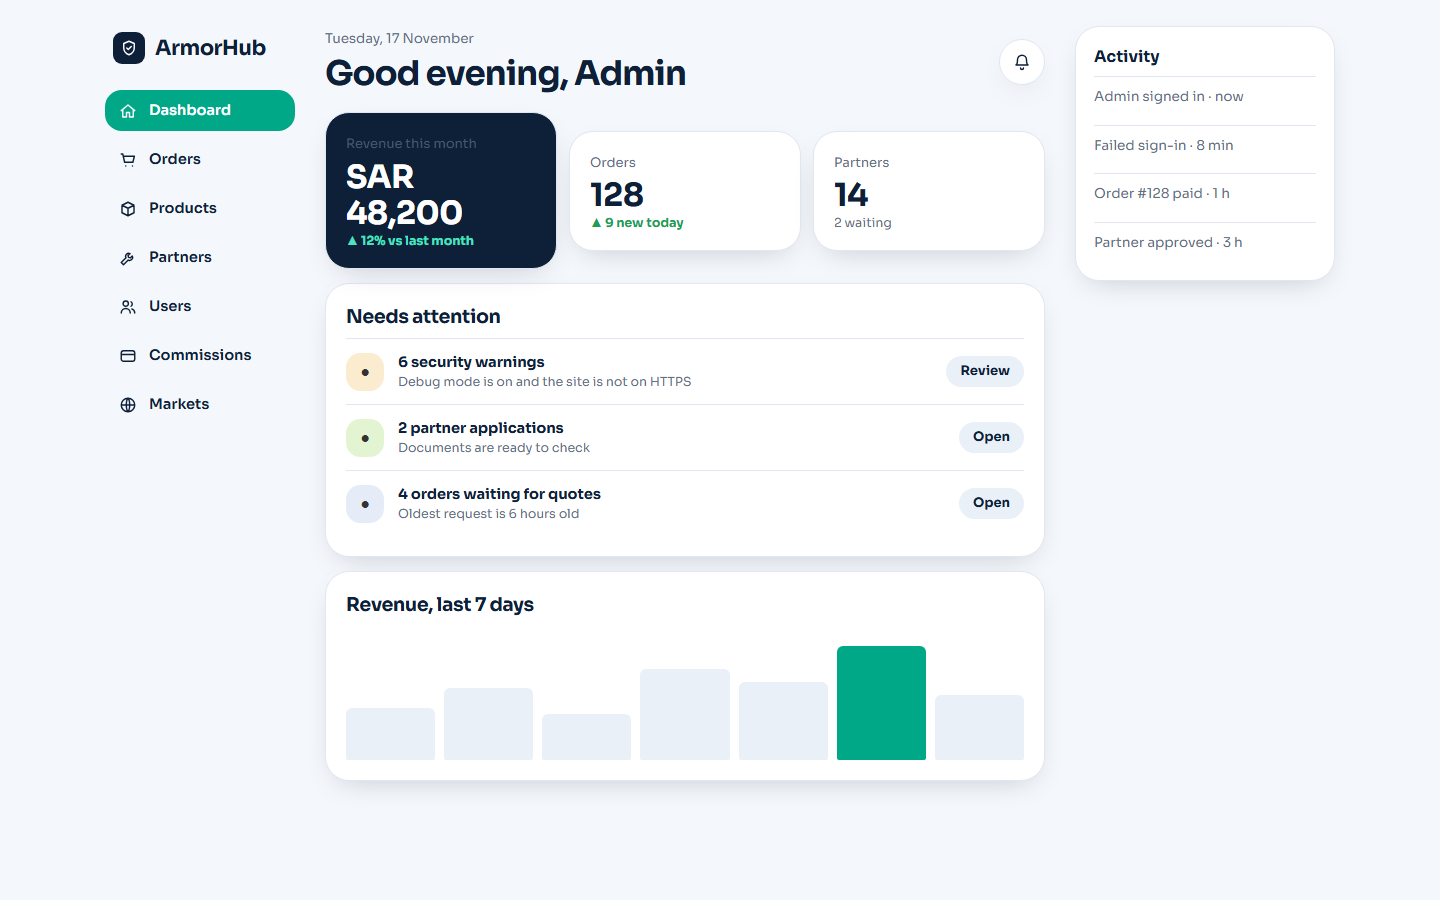 ArmorHub
Dashboard
Orders
Products
Partners
Users
Commissions
Markets
Tuesday, 17 November
Good evening, Admin
Revenue this month
SAR
48,200
▲ 12% vs last month
Orders
128
▲ 9 new today
Partners
14
2 waiting
Needs attention
6 security warnings
Debug mode is on and the site is not on HTTPS
Review
2 partner applications
Documents are ready to check
Open
4 orders waiting for quotes
Oldest request is 6 hours old
Open
Revenue, last 7 days
Activity
Admin signed in · now
Failed sign-in · 8 min
Order #128 paid · 1 h
Partner approved · 3 h